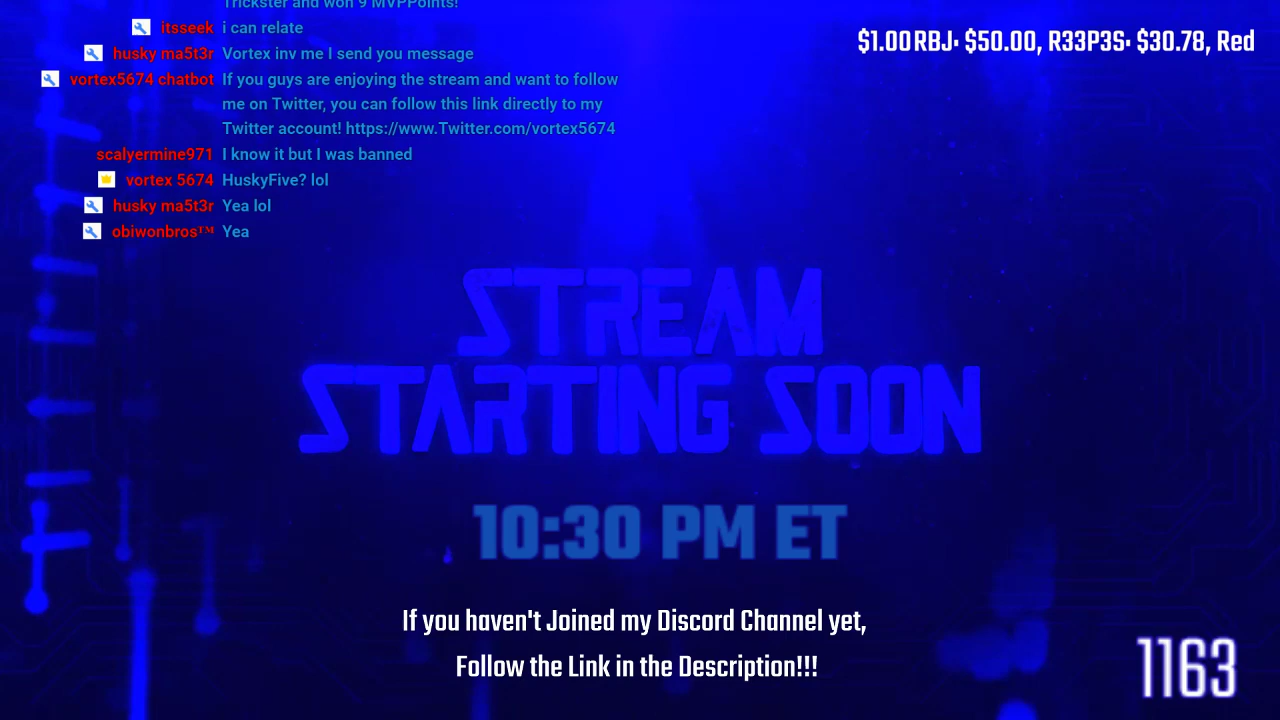 Trickster and won 9 MVPPoints!
itsseek i can relate
husky ma5t3r Vortex inv me I send you message
vortex5674 chatbot If you guys are enjoying the stream and want to follow
me on Twitter, you can follow this link directly to my
Twitter account! https://www.Twitter.com/vortex5674
scalyermine971 I know it but I was banned
vortex 5674 HuskyFive? lol
husky ma5t3r Yea lol
obiwonbros™ Yea
$1.00 RBJ: $50.00, R33P3S: $30.78, Red
STREAM
STARTING SOON
10:30 PM ET
If you haven't Joined my Discord Channel yet,
Follow the Link in the Description!!!
1163